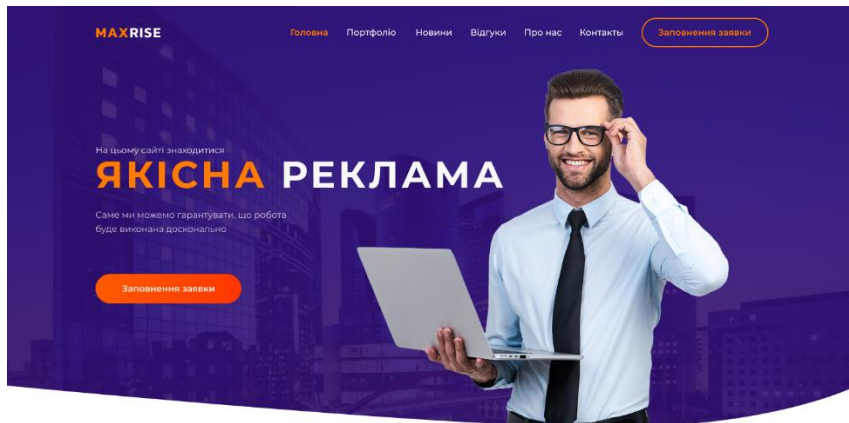 MAXRISE
Головна Портфоліо Новини Відгуки Про нас Контакты Заповнення заявки
На цьому сайті знаходитися
ЯКІСНА РЕКЛАМА
Саме ми можемо гарантувати, що робота
буде виконана досконально
Заповнення заявки